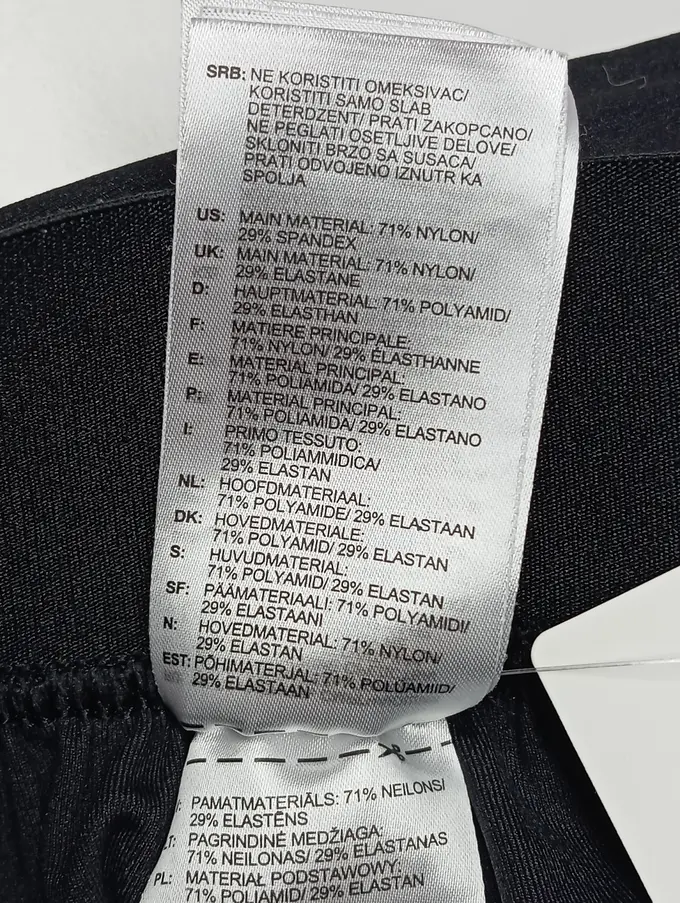 SRB: NE KORISTITI OMEKSIVAC/
KORISTITI SAMO SLAB
DETERDZENT/ PRATI ZAKOPCANO/
NE PEGLATI OSETLJIVE DELOVE/
SKLONITI BRZO SA SUSACA/
PRATI ODVOJENO IZNUTR KA
SPOLJA
US: MAIN MATERIAL: 71% NYLON/
29% SPANDEX
UK: MAIN MATERIAL: 71% NYLON/
29% ELASTANE
D: HAUPTMATERIAL: 71% POLYAMID/
29% ELASTHAN
F: MATIERE PRINCIPALE:
71% NYLON/ 29% ÉLASTHANNE
E: MATERIAL PRINCIPAL:
71% POLIAMIDA/ 29% ELASTANO
P: MATERIAL PRINCIPAL:
71% POLIAMIDA/ 29% ELASTANO
I: PRIMO TESSUTO:
71% POLIAMMIDICA/
29% ELASTAN
NL: HOOFDMATERIAAL:
71% POLYAMIDE/ 29% ELASTAAN
DK: HOVEDMATERIALE:
71% POLYAMID/ 29% ELASTAN
S: HUVUDMATERIAL:
71% POLYAMID/ 29% ELASTAN
SF: PÄÄMATERIAALI: 71% POLYAMIDI/
29% ELASTAANI
N: HOVEDMATERIAL: 71% NYLON/
29% ELASTAN
EST: PÕHIMATERJAL: 71% POLÜAMIID/
29% ELASTAAN
PAMATMATERIĀLS: 71% NEILONS/
29% ELASTĒNS
LT: PAGRINDINĖ MEDŽIAGA:
71% NEILONAS/ 29% ELASTANAS
PL: MATERIAŁ PODSTAWOWY:
71% POLIAMID/ 29% ELASTAN